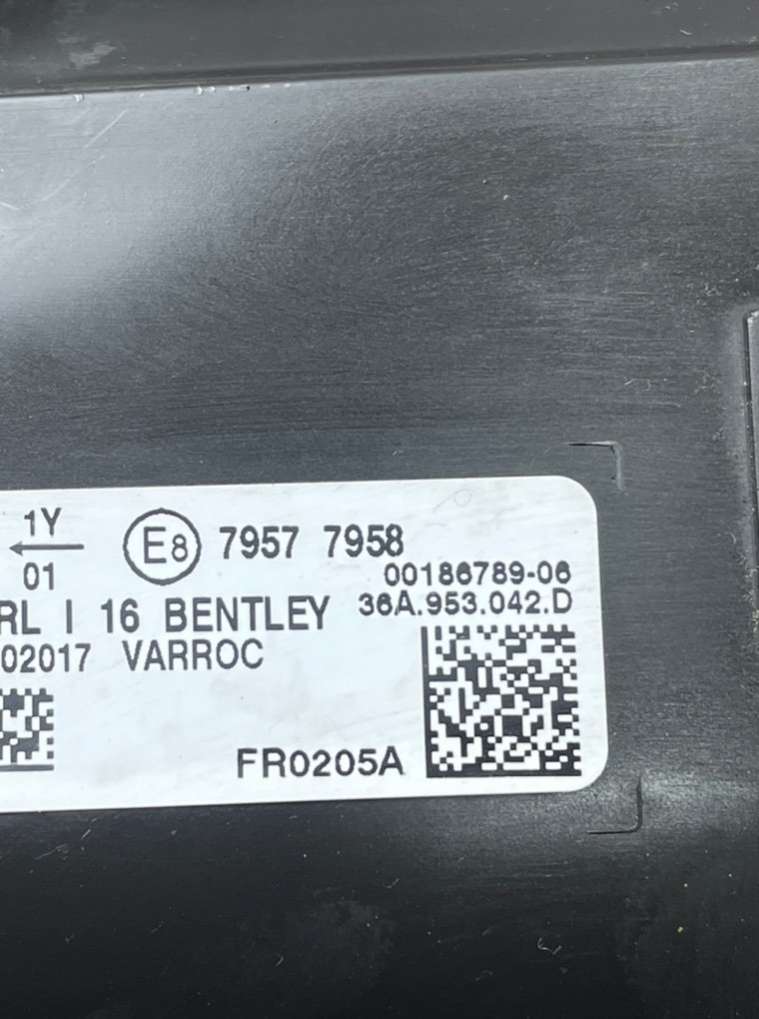 1Y E8 7957 7958
01 00186789-06
RL I 16 BENTLEY 36A.953.042.D
02017 VARROC
FR0205A